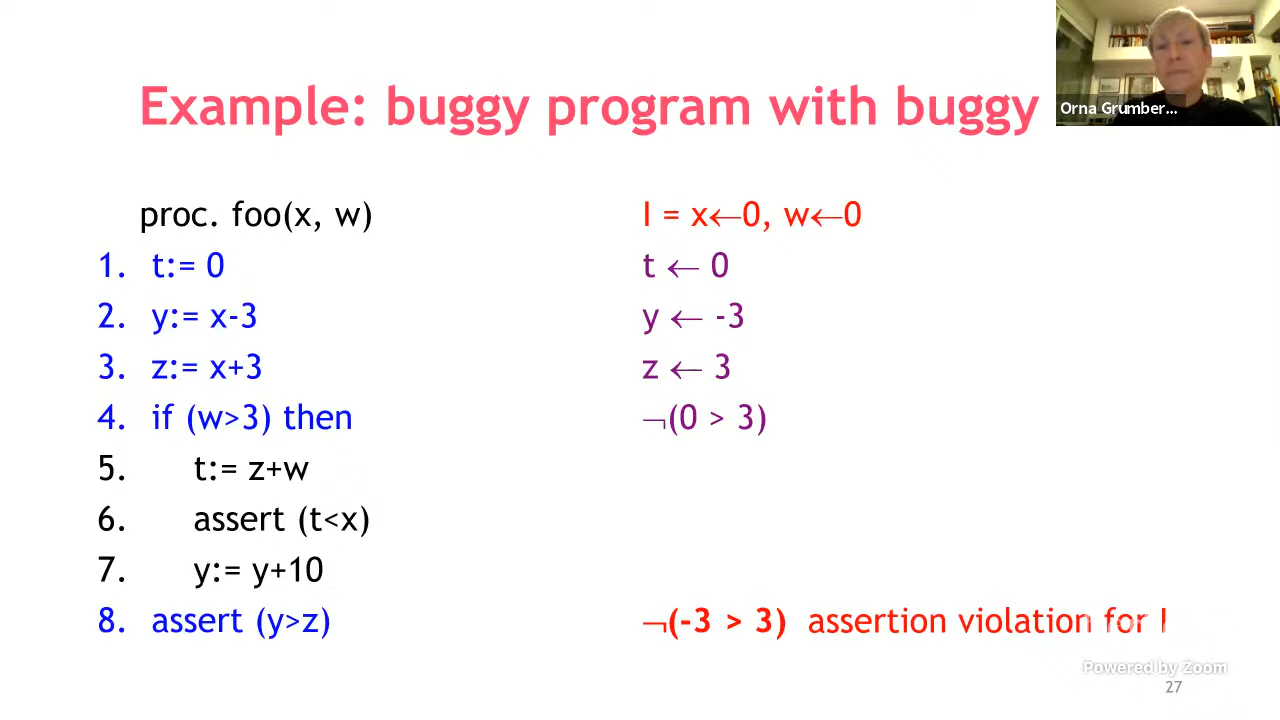 Example: buggy program with buggy
Orna Grumber...
proc. foo(x, w)
I = x←0, w←0
1. t:= 0
t ← 0
2. y:= x-3
y ← -3
3. z:= x+3
z ← 3
4. if (w>3) then
¬(0 > 3)
5. t:= z+w
6. assert (t<x)
7. y:= y+10
8. assert (y>z)
¬(-3 > 3) assertion violation for I
Powered by Zoom
27